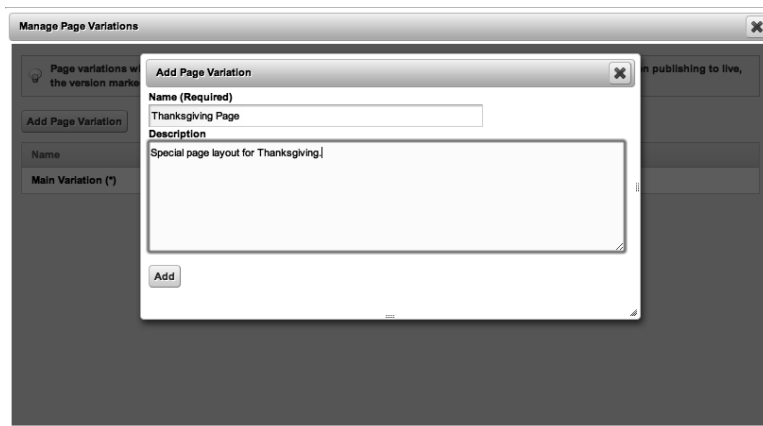 Manage Page Variations
Page variations wi
n publishing to live,
the version marke
Add Page Variation
Name
Main Variation (*)
Add Page Variation
Name (Required)
Thanksgiving Page
Description
Special page layout for Thanksgiving.
Add